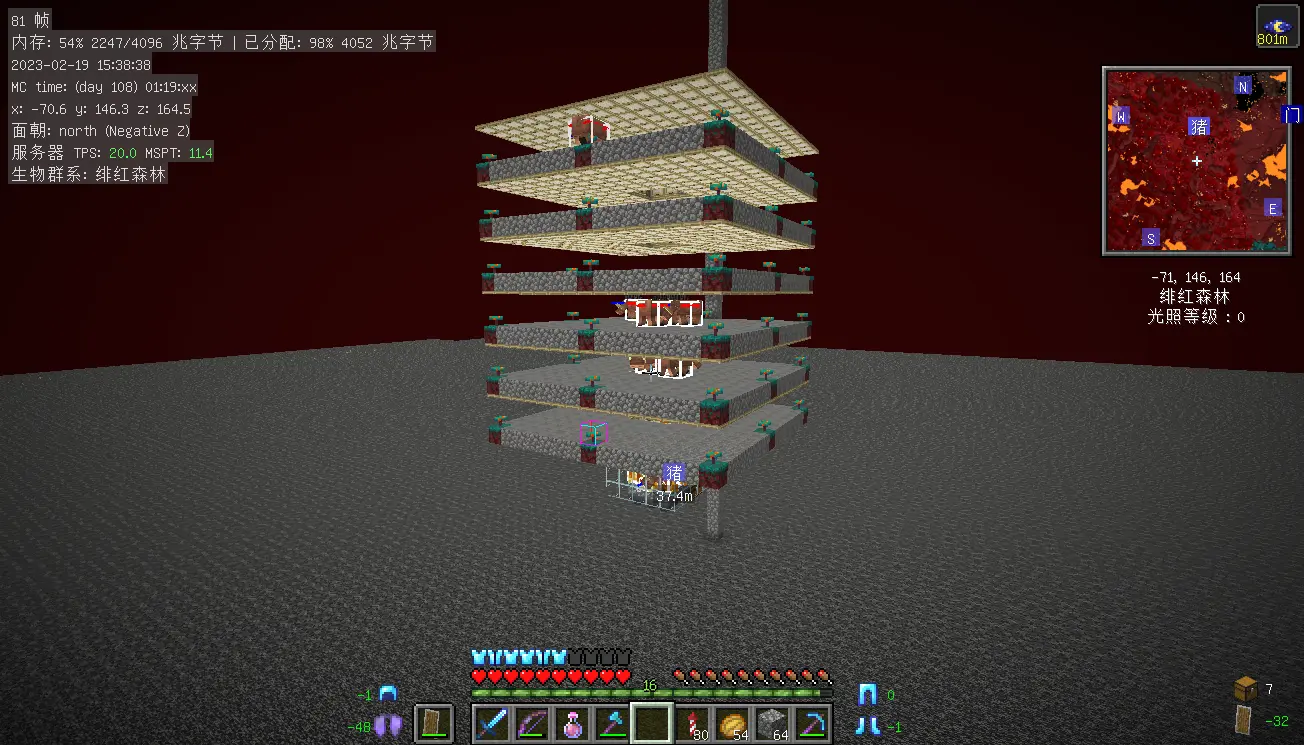 81 帧
内存: 54% 2247/4096 兆字节 | 已分配: 98% 4052 兆字节
2023-02-19 15:38:38
MC time: (day 108) 01:19:xx
x: -70.6 y: 146.3 z: 164.5
面朝: north (Negative Z)
服务器 TPS: 20.0 MSPT: 11.4
生物群系: 绯红森林
801m
N
门
W
猪
E
S
-71, 146, 164
绯红森林
光照等级：0
猪
37.4m
16
-1
0
-48
-1
80
54
64
7
-32